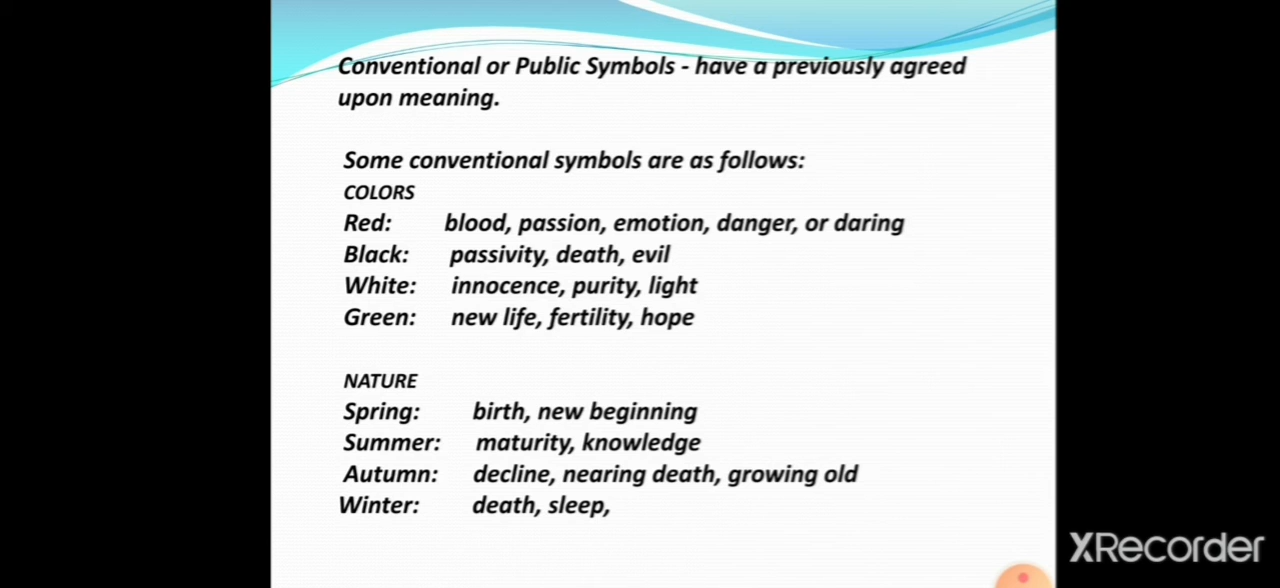 Conventional or Public Symbols - have a previously agreed
upon meaning.
Some conventional symbols are as follows:
COLORS
Red: blood, passion, emotion, danger, or daring
Black: passivity, death, evil
White: innocence, purity, light
Green: new life, fertility, hope
NATURE
Spring: birth, new beginning
Summer: maturity, knowledge
Autumn: decline, nearing death, growing old
Winter: death, sleep,
XRecorder